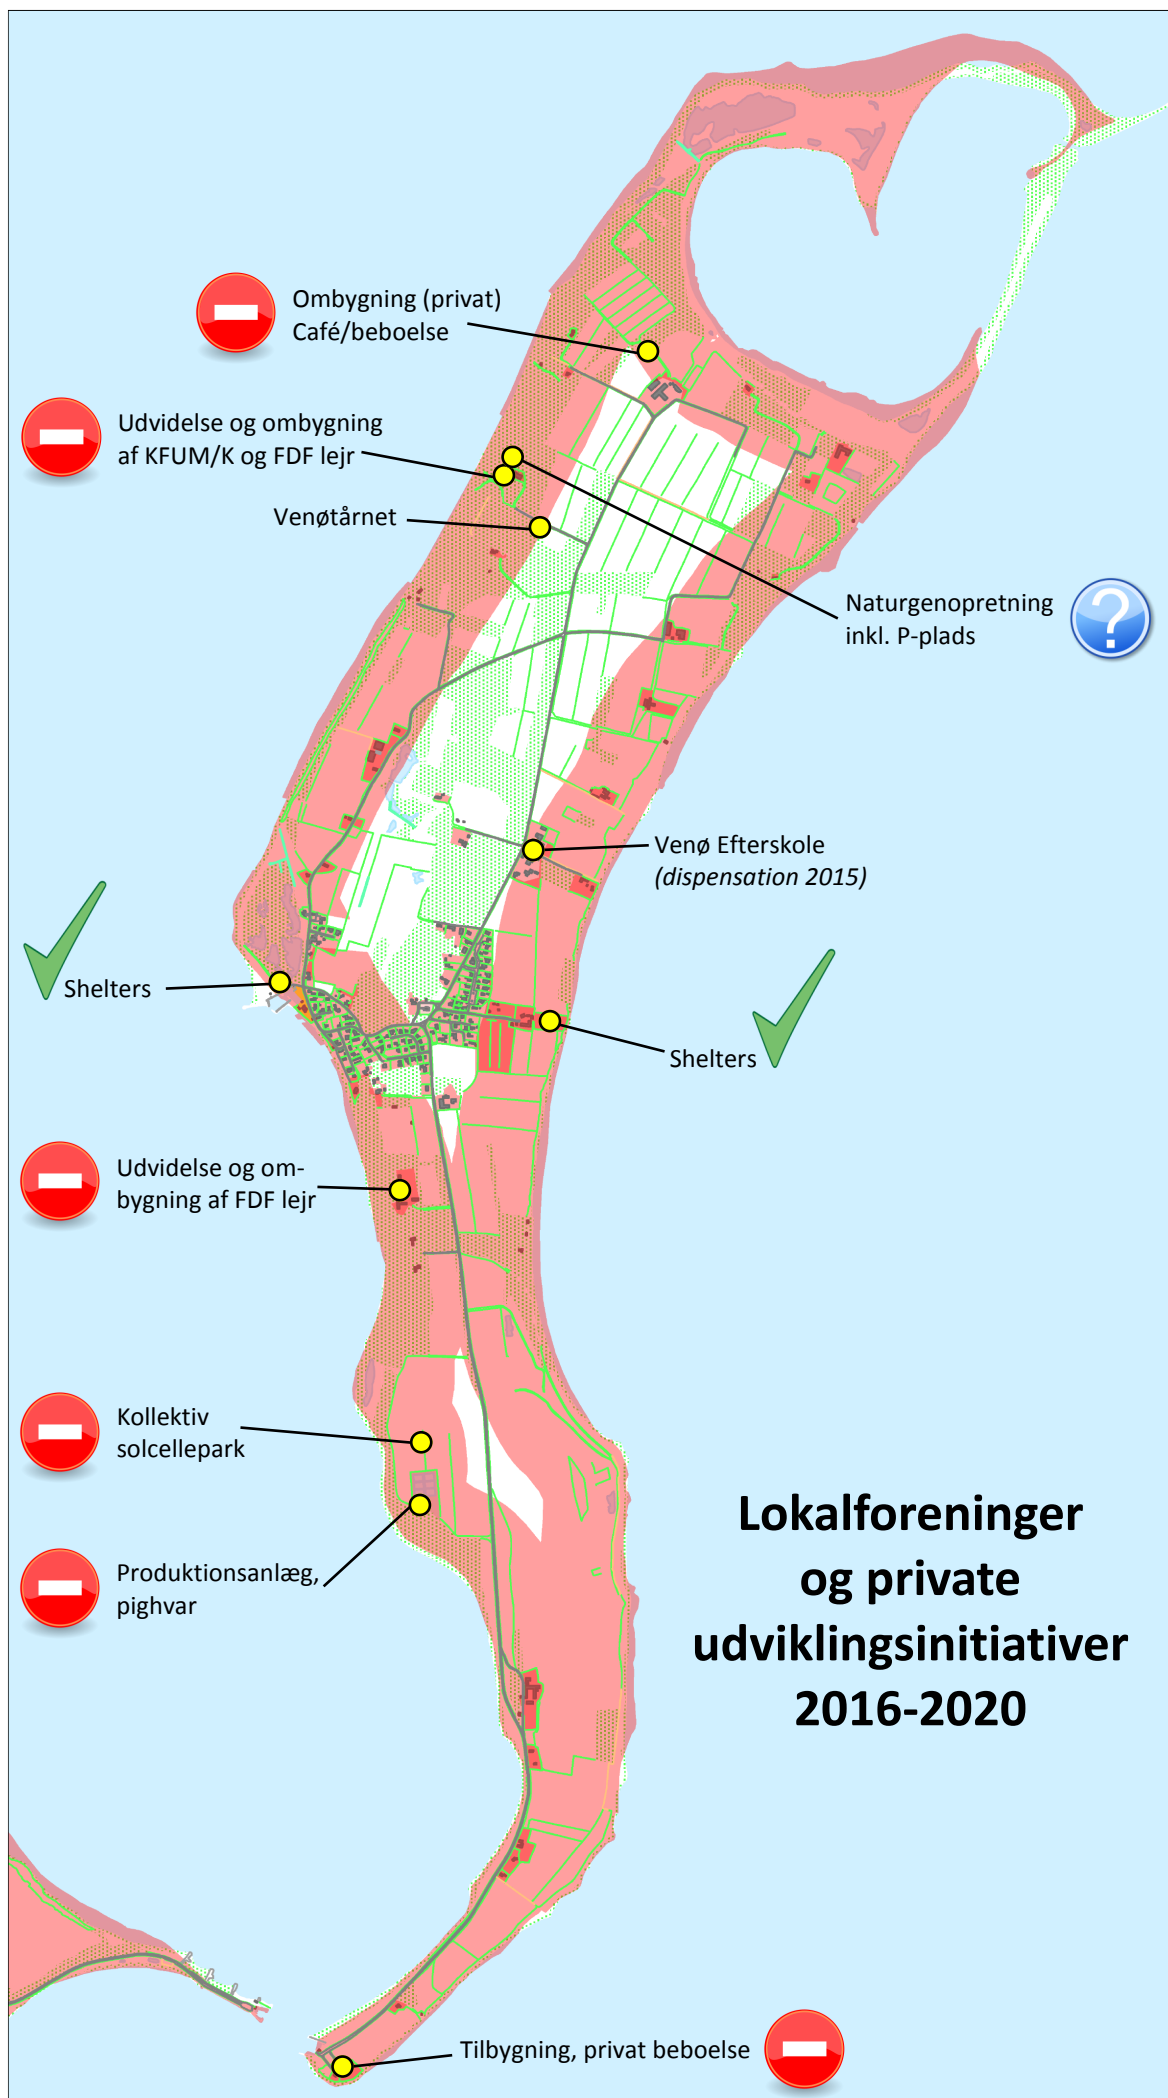 Ombygning (privat)
Café/beboelse
Udvidelse og ombygning
af KFUM/K og FDF lejr
Venøtårnet
Naturgenopretning
inkl. P-plads
?
Venø Efterskole
(dispensation 2015)
Shelters
Shelters
Udvidelse og om-
bygning af FDF lejr
Kollektiv
solcellepark
Produktionsanlæg,
pighvar
Lokalforeninger
og private
udviklingsinitiativer
2016-2020
Tilbygning, privat beboelse